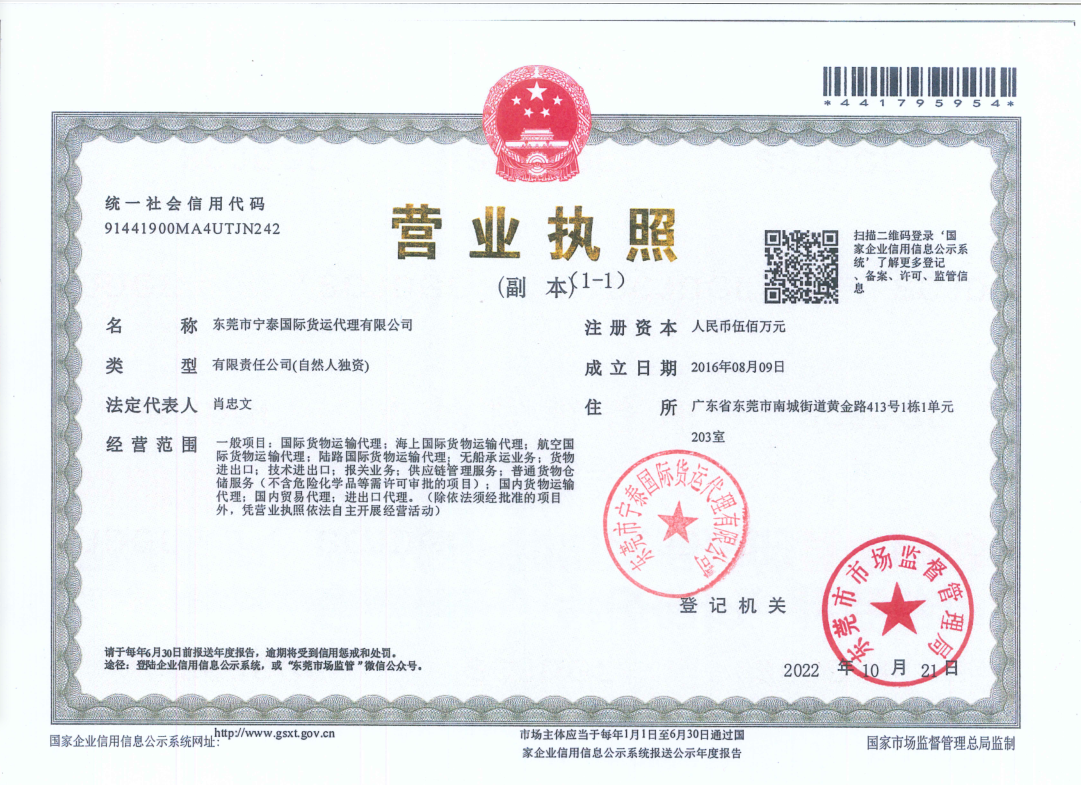 *441795954*
统一社会信用代码
91441900MA4UTJN242
营业执照
(副 本)(1-1)
扫描二维码登录‘国
家企业信用信息公示系
统’了解更多登记
、备案、许可、监管信
息
名 称 东莞市宁泰国际货运代理有限公司
类 型 有限责任公司(自然人独资)
法定代表人 肖忠文
经营范围 一般项目：国际货物运输代理；海上国际货物运输代理；航空国
际货物运输代理；陆路国际货物运输代理；无船承运业务；货物
进出口；技术进出口；报关业务；供应链管理服务；普通货物仓
储服务（不含危险化学品等需许可审批的项目）；国内货物运输
代理；国内贸易代理；进出口代理。（除依法须经批准的项目
外，凭营业执照依法自主开展经营活动）
注册资本 人民币伍佰万元
成立日期 2016年08月09日
住 所 广东省东莞市南城街道黄金路413号1栋1单元
203室
东莞市宁泰国际货运代理有限公司
登记机关
东莞市市场监督管理局
2022 年 10 月 21 日
请于每年6月30日前报送年度报告，逾期将受到信用惩戒和处罚。
途径：登陆企业信用信息公示系统，或“东莞市场监管”微信公众号。
国家企业信用信息公示系统网址：http://www.gsxt.gov.cn
市场主体应当于每年1月1日至6月30日通过国
家企业信用信息公示系统报送公示年度报告
国家市场监督管理总局监制